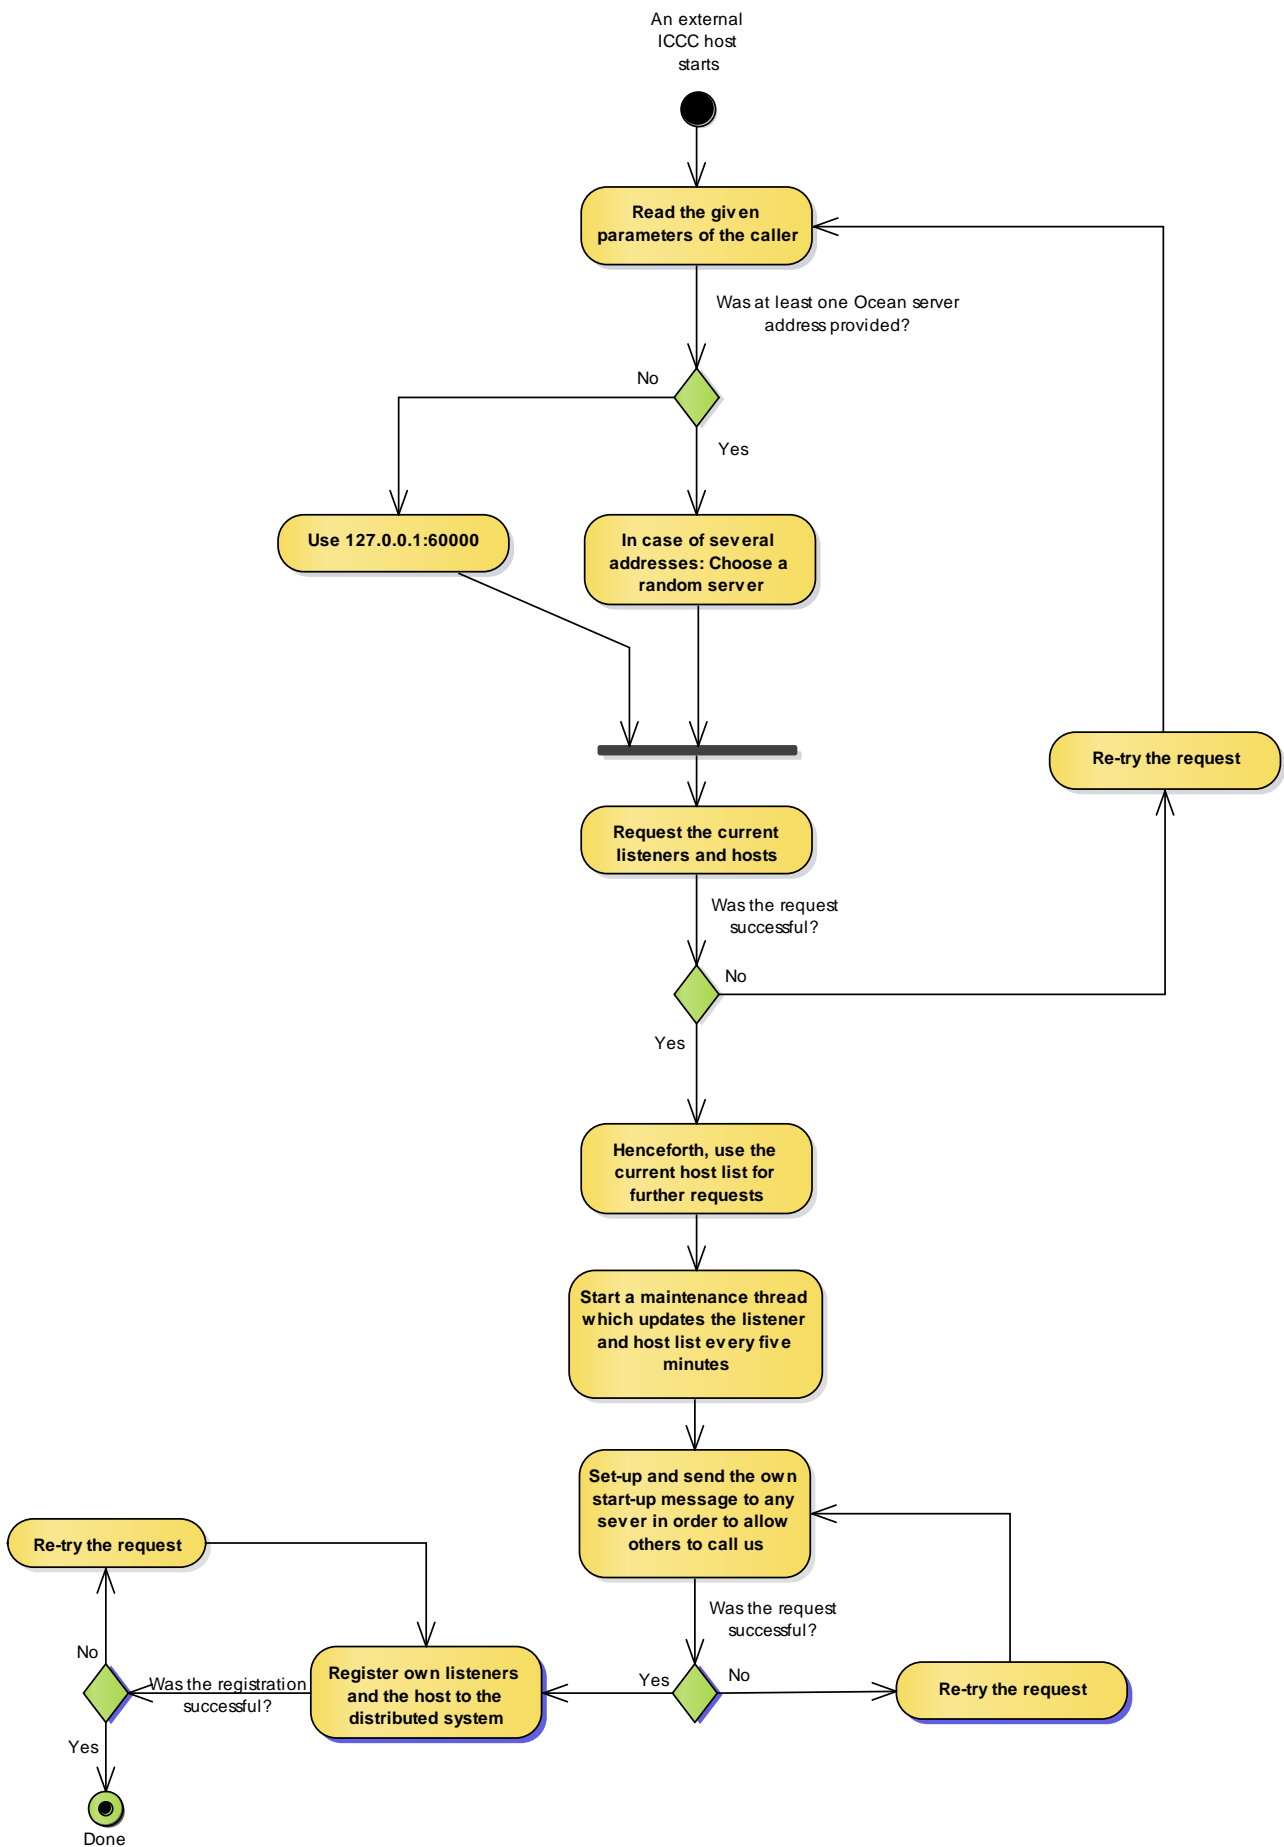 An external
ICCC host
starts
Read the given
parameters of the caller
Was at least one Ocean server
address provided?
No
Yes
Use 127.0.0.1:60000
In case of several
addresses: Choose a
random server
Re-try the request
Request the current
listeners and hosts
Was the request
successful?
No
Yes
Henceforth, use the
current host list for
further requests
Start a maintenance thread
which updates the listener
and host list every five
minutes
Set-up and send the own
start-up message to any
sever in order to allow
others to call us
Re-try the request
Was the request
successful?
No
Yes
Register own listeners
and the host to the
distributed system
Was the registration
successful?
Yes
No
Re-try the request
Yes
Done